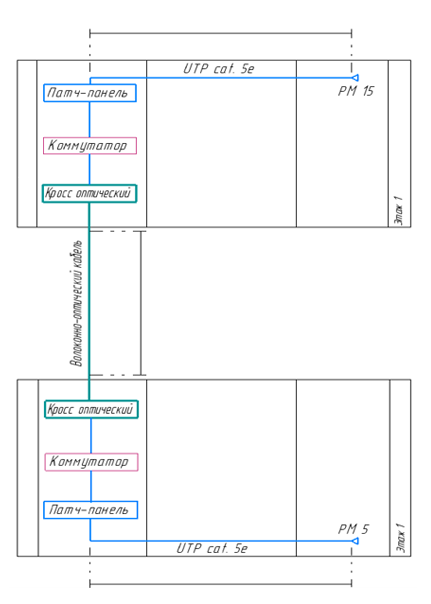 UTP cat. 5e
Патч-панель
РМ 15
Коммутатор
Кросс оптический
Этаж 1
Волоконно-оптический кабель
Кросс оптический
Коммутатор
Патч-панель
РМ 5
UTP cat. 5e
Этаж 1